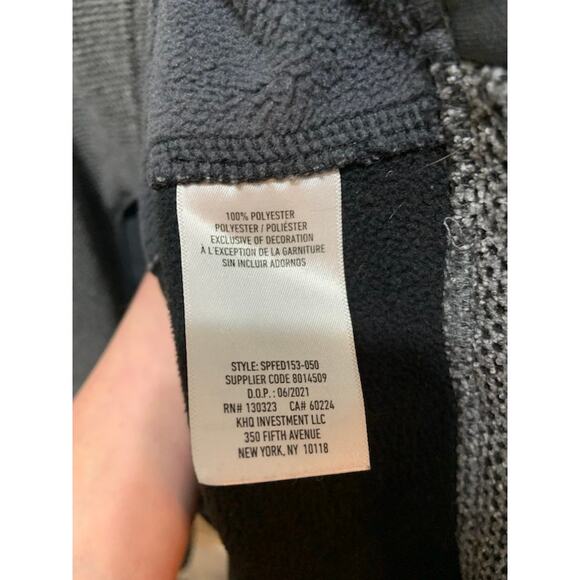 100% POLYESTER
POLYESTER / POLIÉSTER
EXCLUSIVE OF DECORATION
À L'EXCEPTION DE LA GARNITURE
SIN INCLUIR ADORNOS
STYLE: SPFED153-050
SUPPLIER CODE 8014509
D.O.P.: 06/2021
RN# 130323 CA# 60224
KHQ INVESTMENT LLC
350 FIFTH AVENUE
NEW YORK, NY 10118